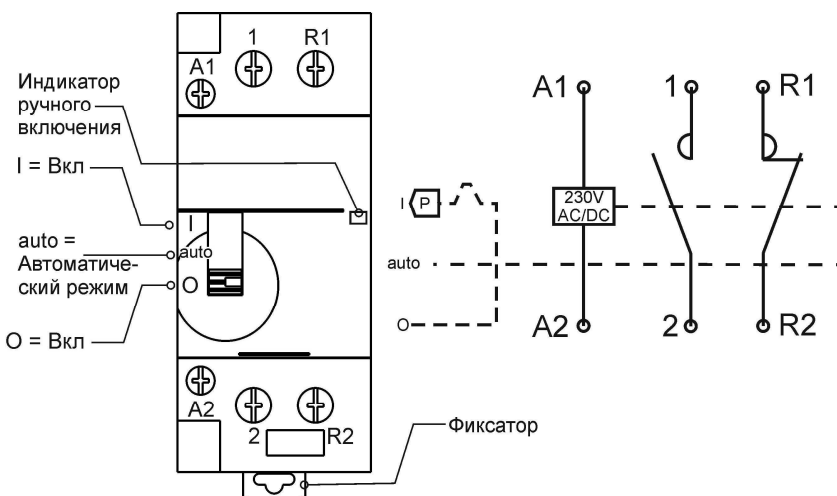 Индикатор
ручного
включения
I = Вкл
auto =
Автоматиче-
ский режим
O = Вкл
1
R1
A1
I
auto
O
A2
2
R2
Фиксатор
I
P
auto
O
A1
1
R1
230V
AC/DC
A2
2
R2